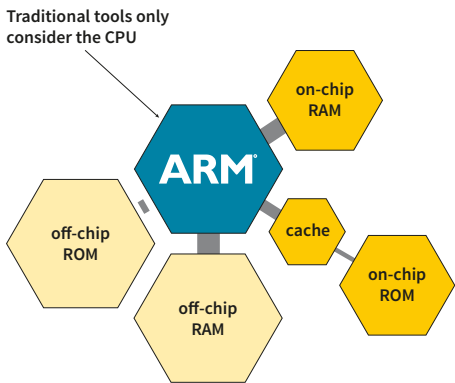 Traditional tools only
consider the CPU
on-chip
RAM
ARM®
cache
off-chip
ROM
on-chip
ROM
off-chip
RAM